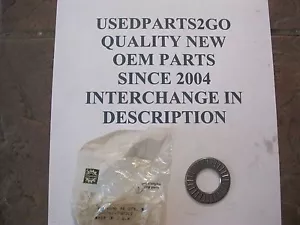 USEDPARTS2GO
QUALITY NEW
OEM PARTS
SINCE 2004
INTERCHANGE IN
DESCRIPTION